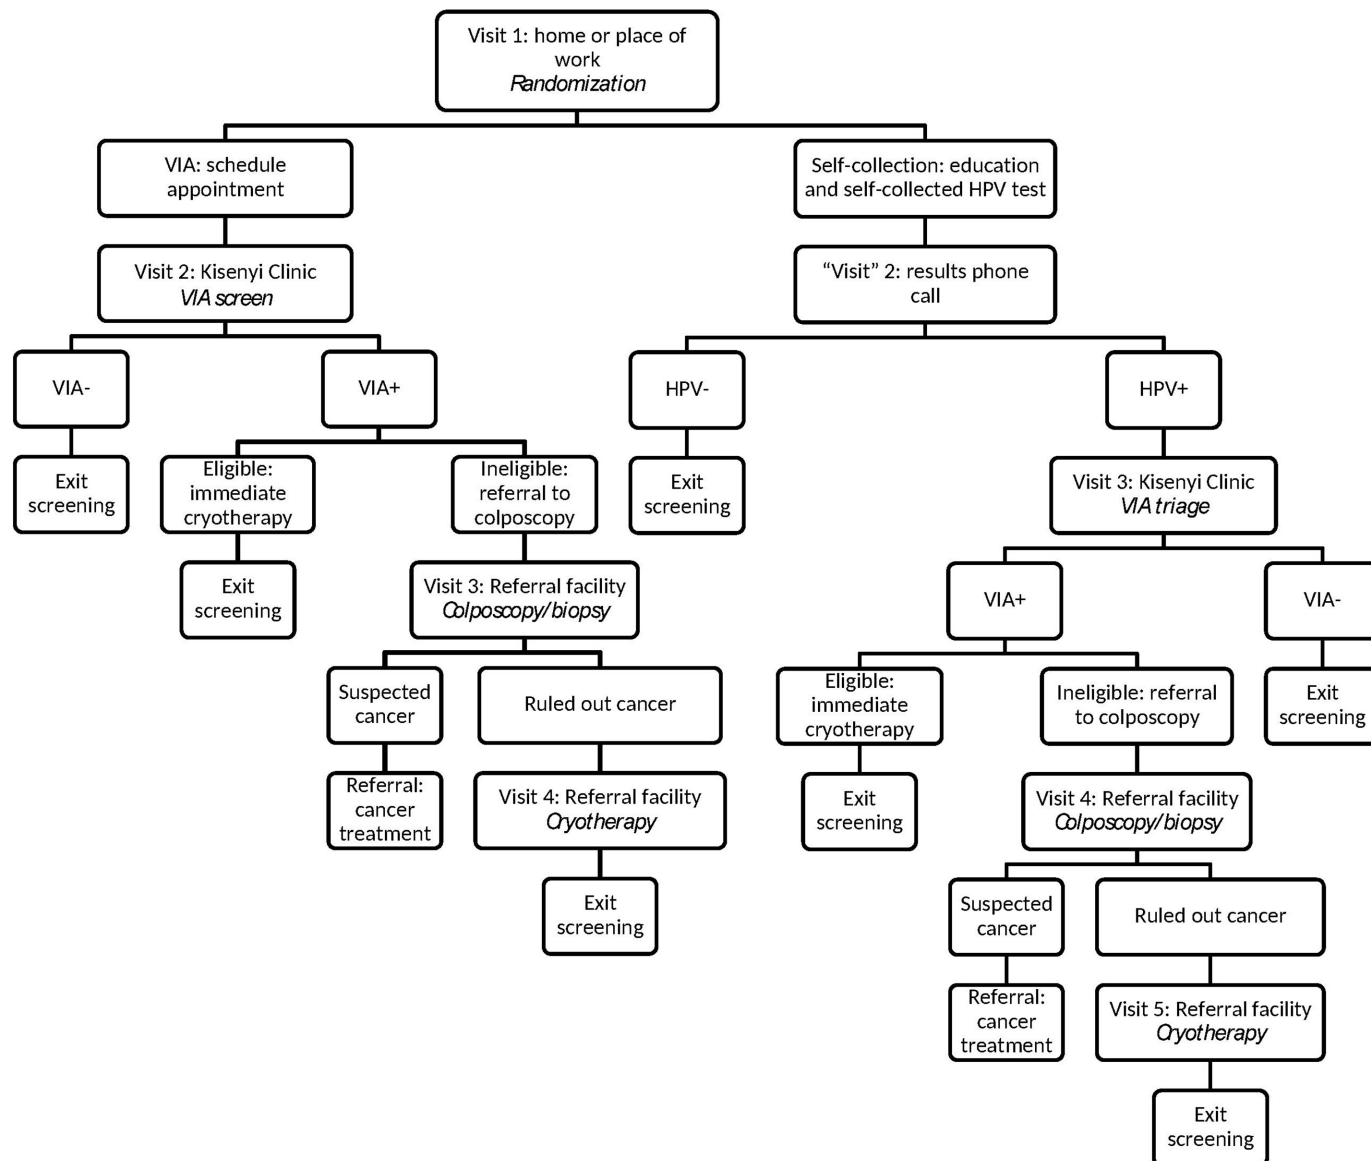 Visit 1: home or place of
work
Randomization
VIA: schedule
appointment
Self-collection: education
and self-collected HPV test
Visit 2: Kisenyi Clinic
VIA screen
“Visit” 2: results phone
call
VIA-
VIA+
HPV-
HPV+
Exit
screening
Eligible:
immediate
cryotherapy
Ineligible:
referral to
colposcopy
Exit
screening
Visit 3: Kisenyi Clinic
VIA triage
Exit
screening
Visit 3: Referral facility
Colposcopy/biopsy
VIA+
VIA-
Suspected
cancer
Ruled out cancer
Eligible:
immediate
cryotherapy
Ineligible: referral
to colposcopy
Exit
screening
Referral:
cancer
treatment
Visit 4: Referral facility
Cryotherapy
Exit
screening
Visit 4: Referral facility
Colposcopy/biopsy
Exit
screening
Suspected
cancer
Ruled out cancer
Referral:
cancer
treatment
Visit 5: Referral facility
Cryotherapy
Exit
screening